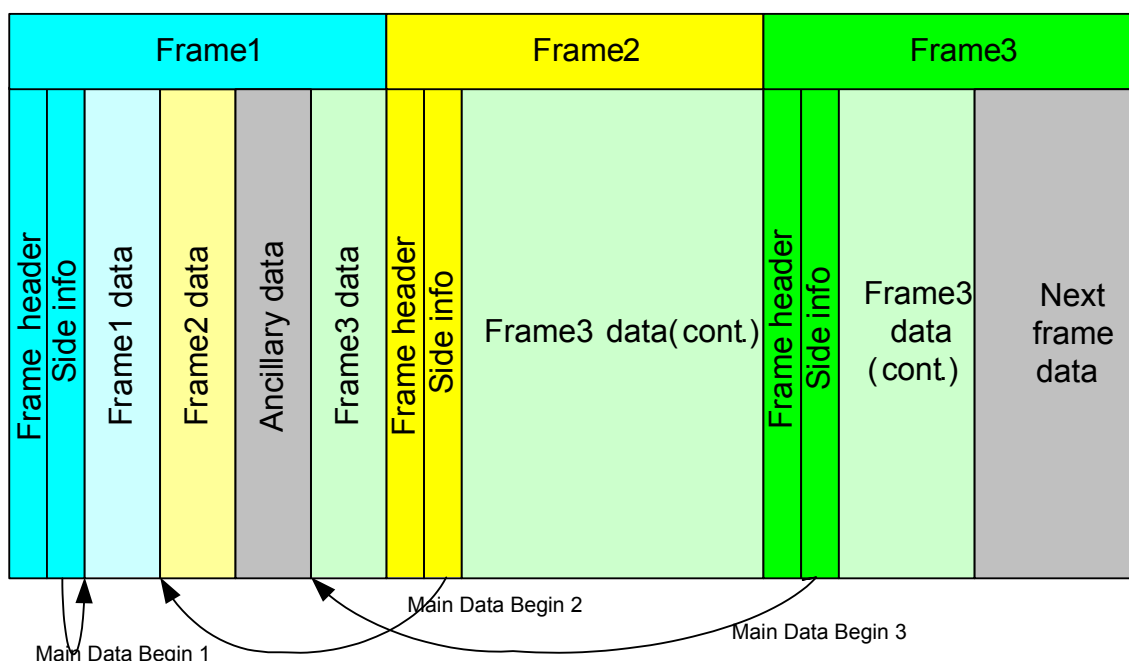 Frame1
Frame2
Frame3
Frame header
Side info
Frame1 data
Frame2 data
Ancillary data
Frame3 data
Frame header
Side info
Frame3 data(cont.)
Frame header
Side info
Frame3
data
(cont.)
Next
frame
data
Main Data Begin 1
Main Data Begin 2
Main Data Begin 3